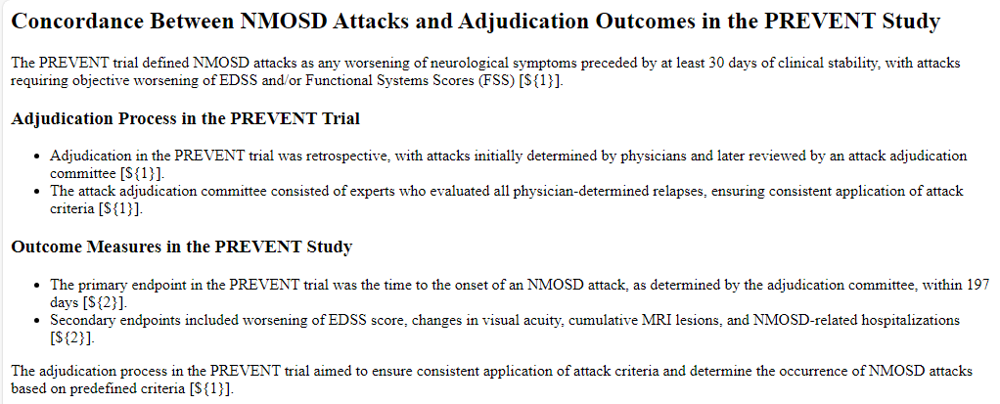 Concordance Between NMOSD Attacks and Adjudication Outcomes in the PREVENT Study
The PREVENT trial defined NMOSD attacks as any worsening of neurological symptoms preceded by at least 30 days of clinical stability, with attacks
requiring objective worsening of EDSS and/or Functional Systems Scores (FSS) [${1}].
Adjudication Process in the PREVENT Trial
• Adjudication in the PREVENT trial was retrospective, with attacks initially determined by physicians and later reviewed by an attack adjudication
committee [${1}].
• The attack adjudication committee consisted of experts who evaluated all physician-determined relapses, ensuring consistent application of attack
criteria [${1}].
Outcome Measures in the PREVENT Study
• The primary endpoint in the PREVENT trial was the time to the onset of an NMOSD attack, as determined by the adjudication committee, within 197
days [${2}].
• Secondary endpoints included worsening of EDSS score, changes in visual acuity, cumulative MRI lesions, and NMOSD-related hospitalizations
[${2}].
The adjudication process in the PREVENT trial aimed to ensure consistent application of attack criteria and determine the occurrence of NMOSD attacks
based on predefined criteria [${1}].